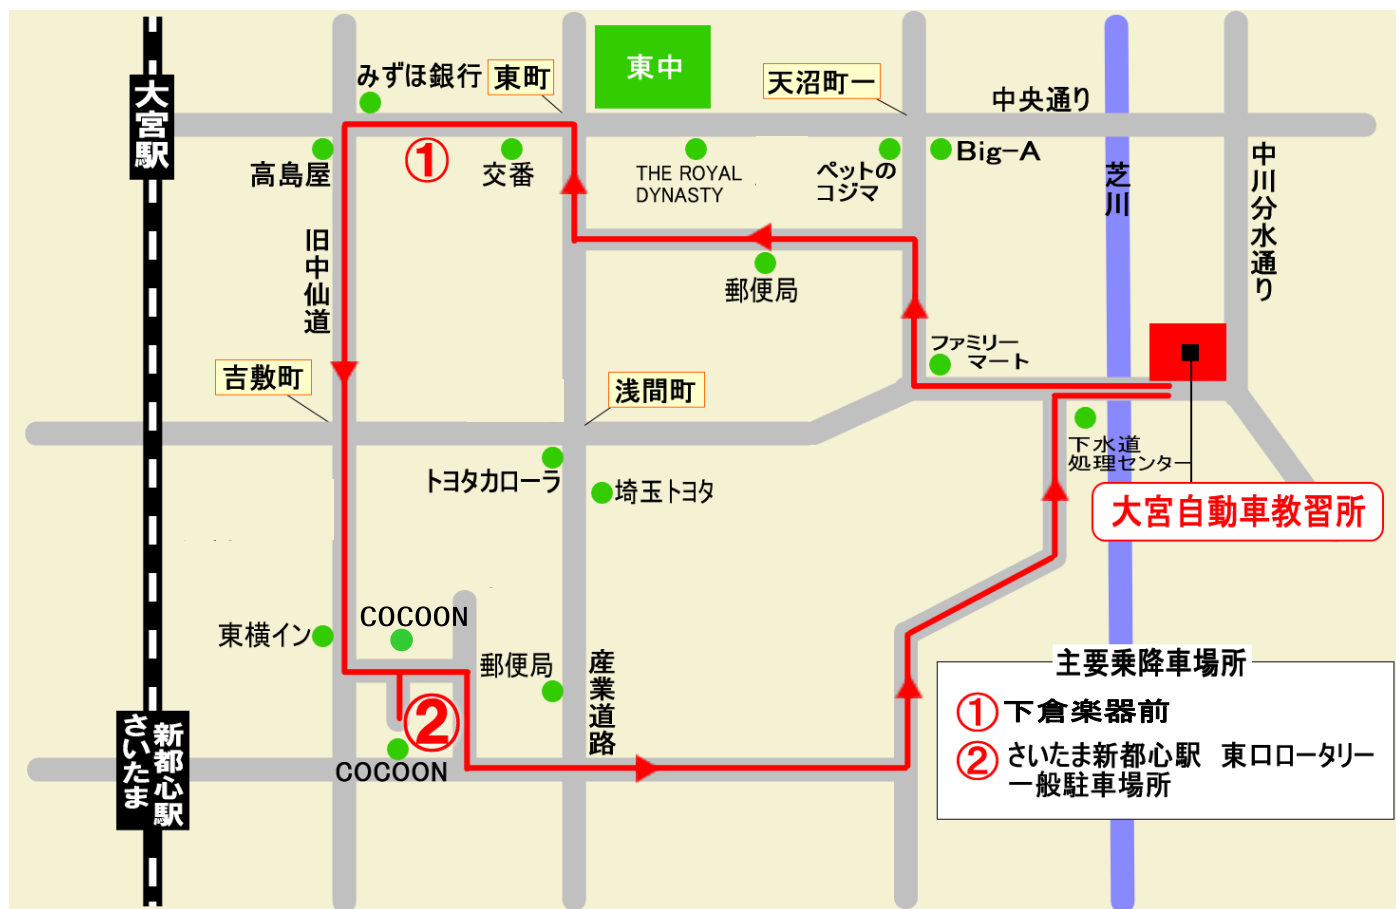 みずほ銀行
東町
東中
天沼町一
中央通り
大宮駅
高島屋
①
交番
THE ROYAL
DYNASTY
ペットの
コジマ
Big-A
芝川
中川分水通り
旧中仙道
郵便局
ファミリー
マート
吉敷町
浅間町
下水道
処理センター
トヨタカローラ
埼玉トヨタ
大宮自動車教習所
東横イン
COCOON
郵便局
産業道路
②
COCOON
さいたま
新都心駅
主要乗降車場所
①下倉楽器前
②さいたま新都心駅 東口ロータリー
一般駐車場所